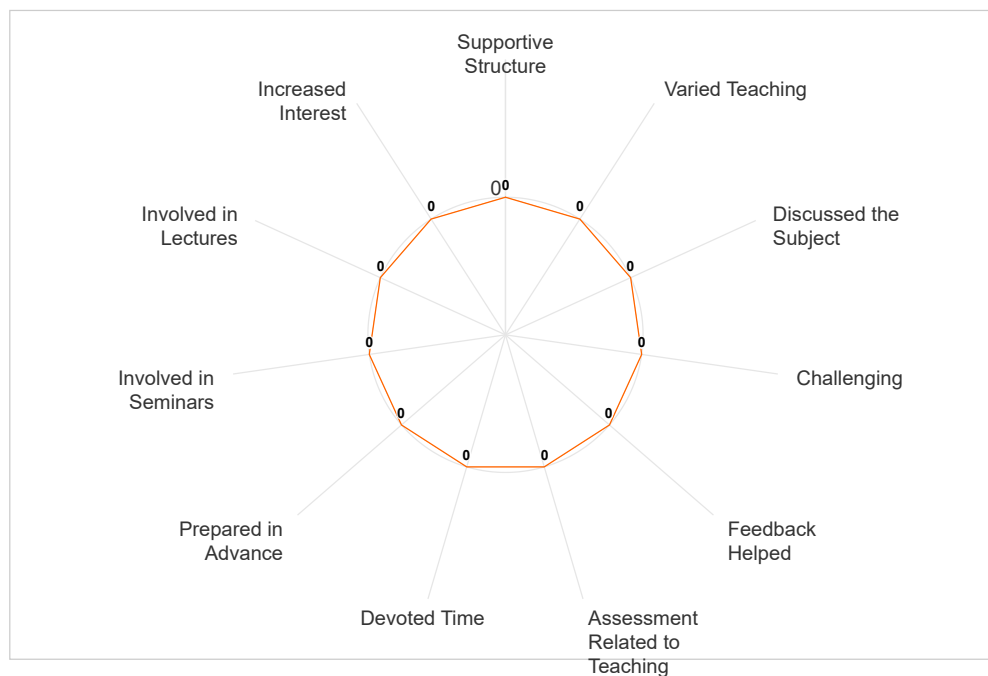 Supportive
Structure
Increased
Interest
Varied Teaching
0
0
0
0
Involved in
Lectures
Discussed the
Subject
0
0
0
0
Involved in
Seminars
Challenging
0
0
Prepared in
Advance
Feedback
Helped
0
0
Devoted Time
Assessment
Related to
Teaching